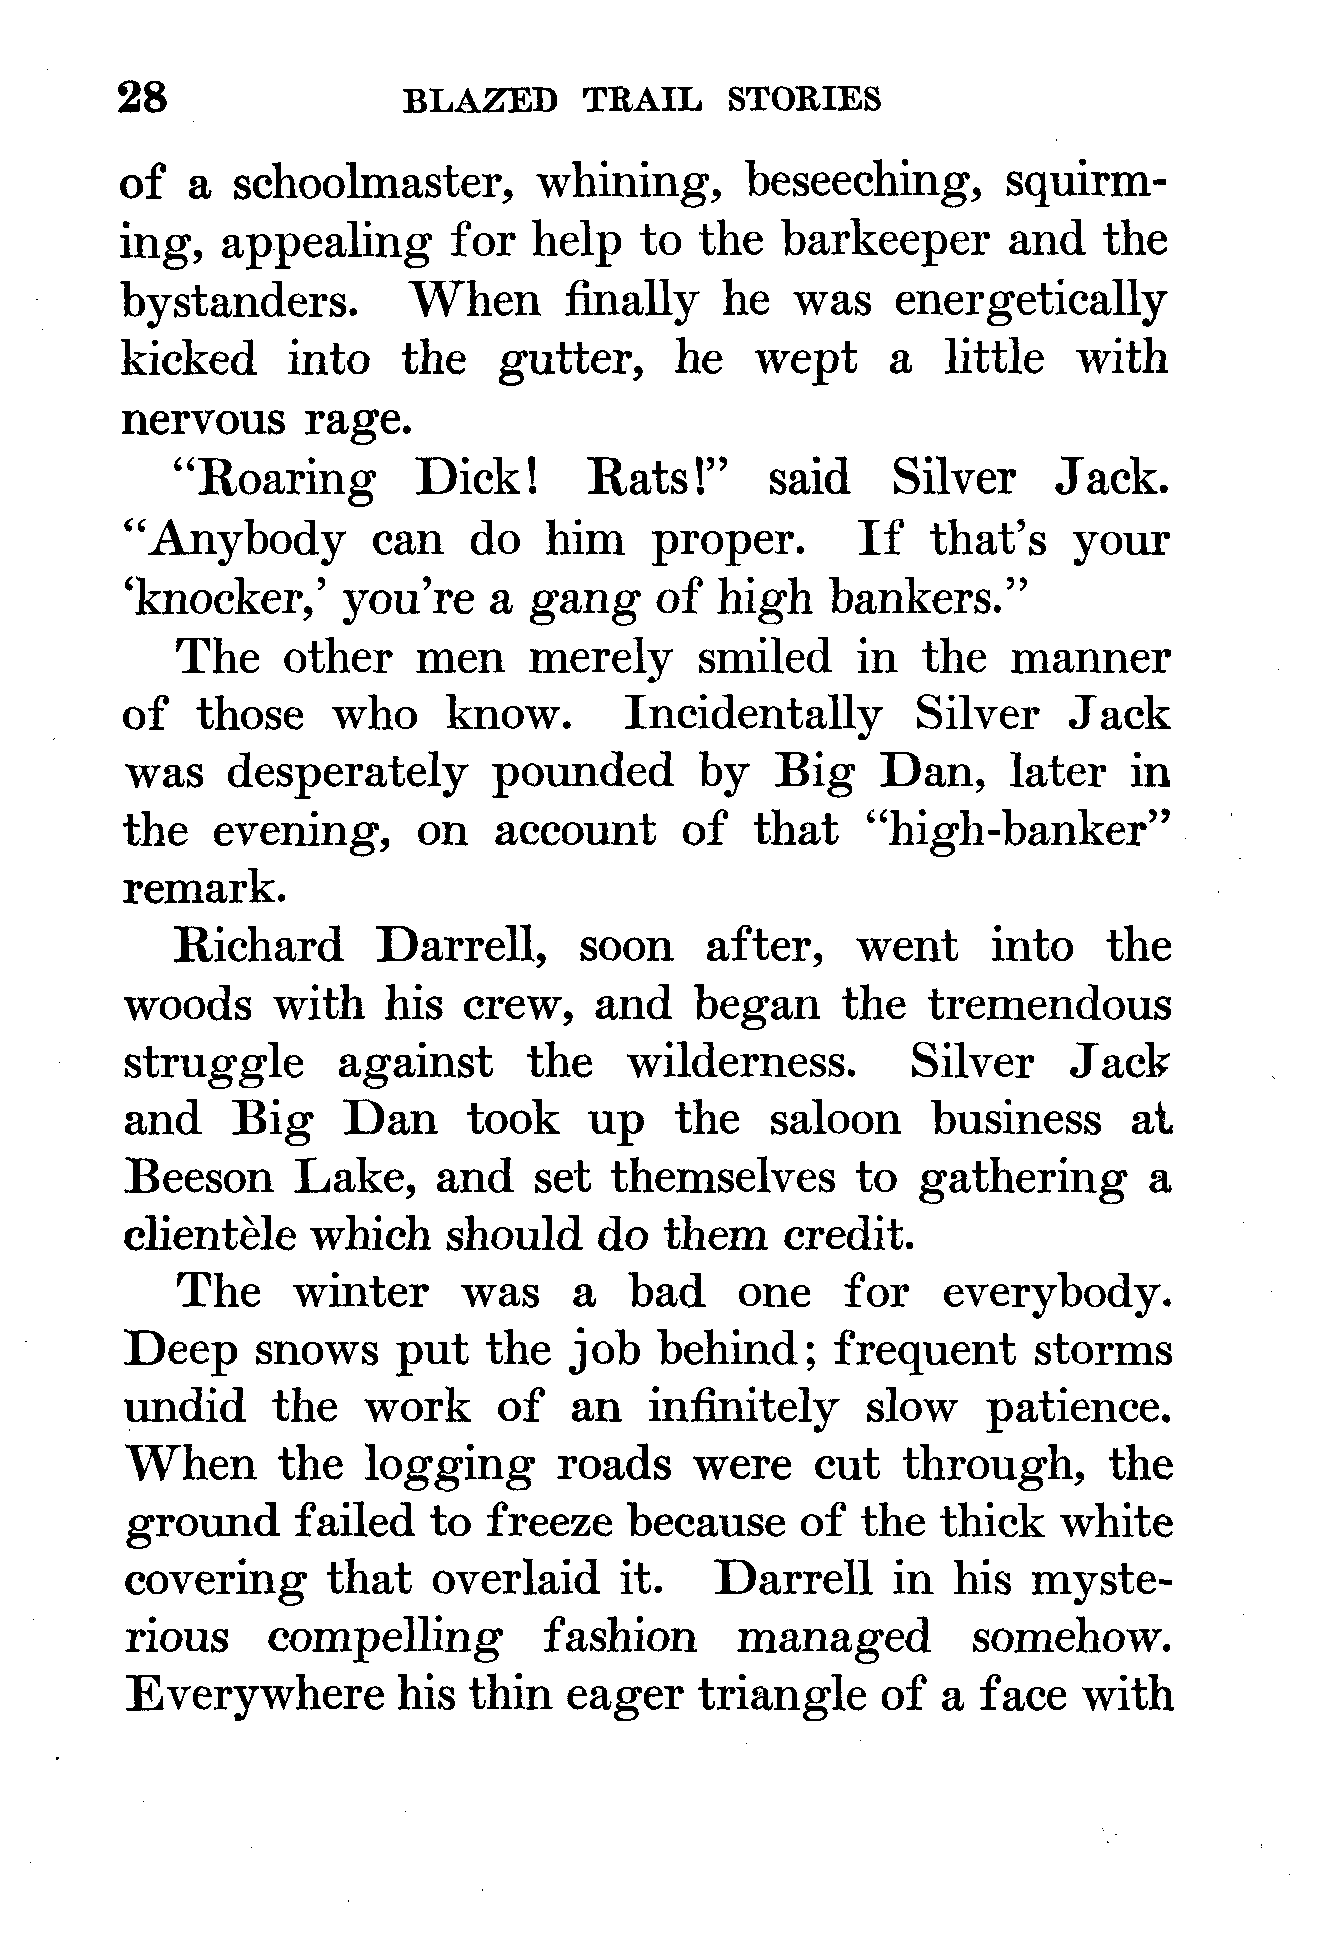 28 BLAZED TRAIL STORIES
of a schoolmaster, whining, beseeching, squirm-
ing, appealing for help to the barkeeper and the
bystanders. When finally he was energetically
kicked into the gutter, he wept a little with
nervous rage.
“Roaring Dick! Rats!” said Silver Jack.
“Anybody can do him proper. If that’s your
‘knocker,’ you’re a gang of high bankers.”
The other men merely smiled in the manner
of those who know. Incidentally Silver Jack
was desperately pounded by Big Dan, later in
the evening, on account of that “high-banker”
remark.
Richard Darrell, soon after, went into the
woods with his crew, and began the tremendous
struggle against the wilderness. Silver Jack
and Big Dan took up the saloon business at
Beeson Lake, and set themselves to gathering a
clientèle which should do them credit.
The winter was a bad one for everybody.
Deep snows put the job behind; frequent storms
undid the work of an infinitely slow patience.
When the logging roads were cut through, the
ground failed to freeze because of the thick white
covering that overlaid it. Darrell in his myste-
rious compelling fashion managed somehow.
Everywhere his thin eager triangle of a face with